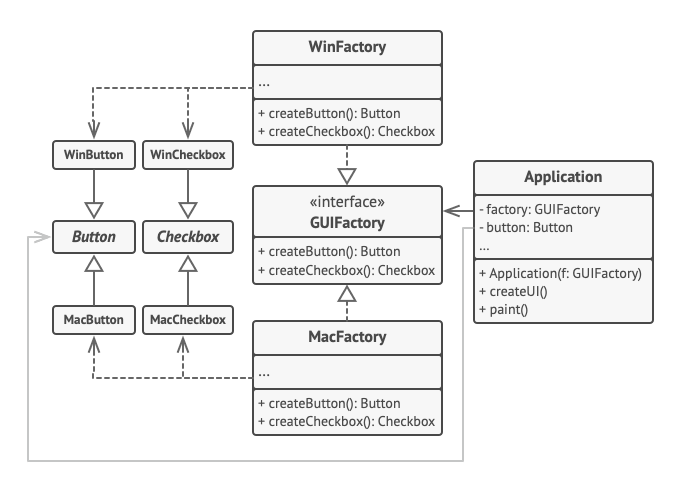 WinFactory
...
+ createButton(): Button
+ createCheckbox(): Checkbox
WinButton
WinCheckbox
Button
Checkbox
MacButton
MacCheckbox
«interface»
GUIFactory
+ createButton(): Button
+ createCheckbox(): Checkbox
MacFactory
...
+ createButton(): Button
+ createCheckbox(): Checkbox
Application
- factory: GUIFactory
- button: Button
...
+ Application(f: GUIFactory)
+ createUI()
+ paint()